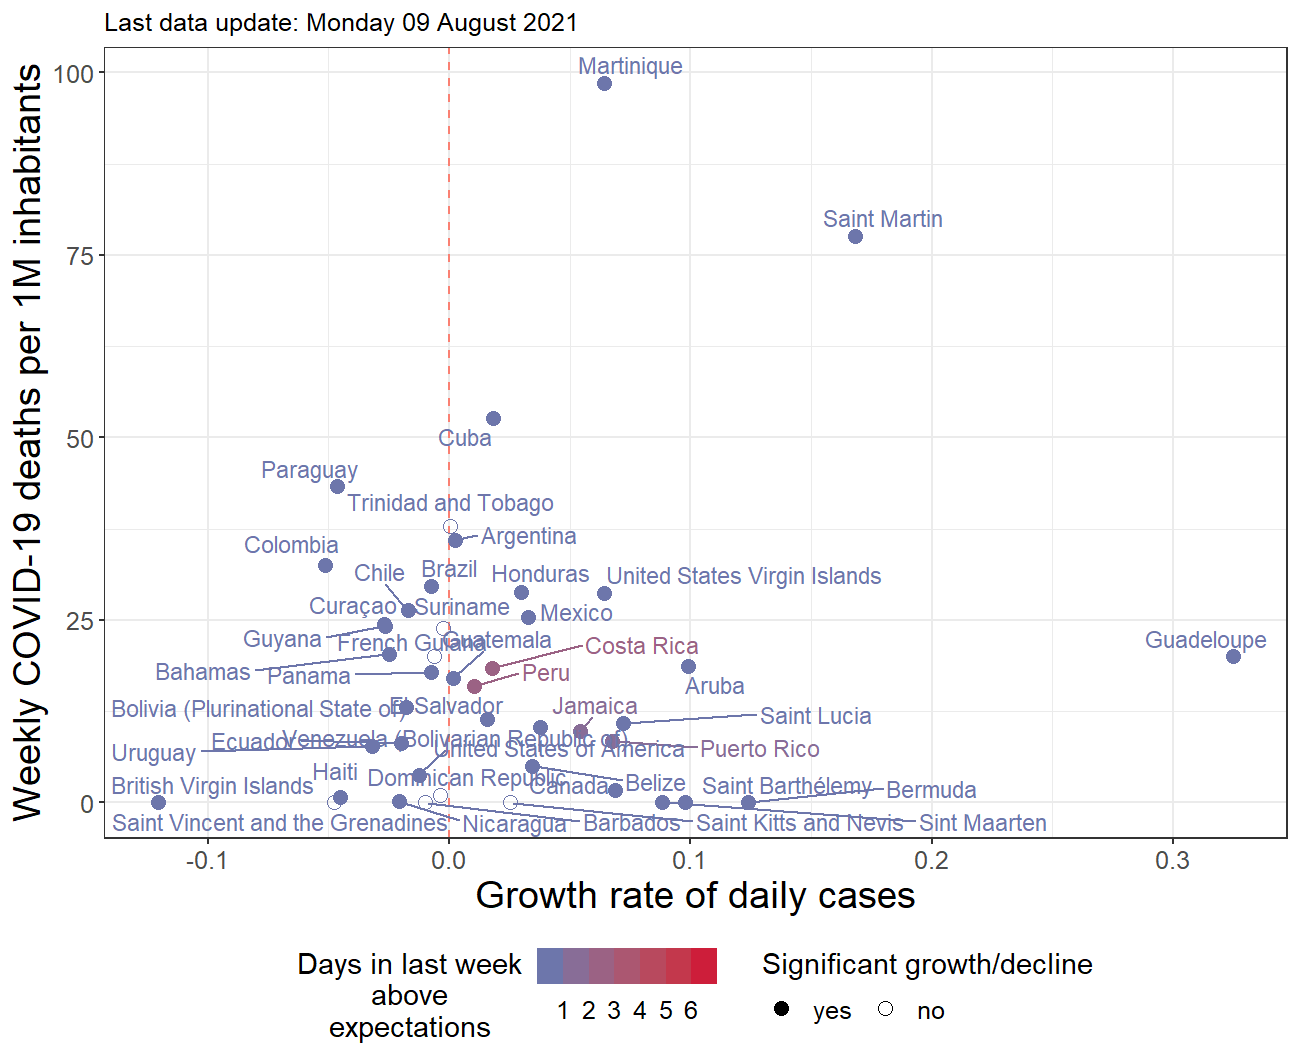 Last data update: Monday 09 August 2021
Weekly COVID-19 deaths per 1M inhabitants
100
75
50
25
0
Martinique
Saint Martin
Cuba
Paraguay
Trinidad and Tobago
Argentina
Colombia
Chile
Brazil
Honduras
United States Virgin Islands
Curaçao
Suriname
Mexico
Guyana
French Guiana
Guatemala
Costa Rica
Guadeloupe
Bahamas
Panama
Peru
Aruba
Bolivia (Plurinational State of)
El Salvador
Jamaica
Saint Lucia
Uruguay
Ecuador
Venezuela (Bolivarian Republic of)
United States of America
Puerto Rico
British Virgin Islands
Haiti
Dominican Republic
Canada
Belize
Saint Barthélemy
Bermuda
Saint Vincent and the Grenadines
Nicaragua
Barbados
Saint Kitts and Nevis
Sint Maarten
-0.1
0.0
0.1
0.2
0.3
Growth rate of daily cases
Days in last week
above
expectations
1 2 3 4 5 6
Significant growth/decline
yes
no